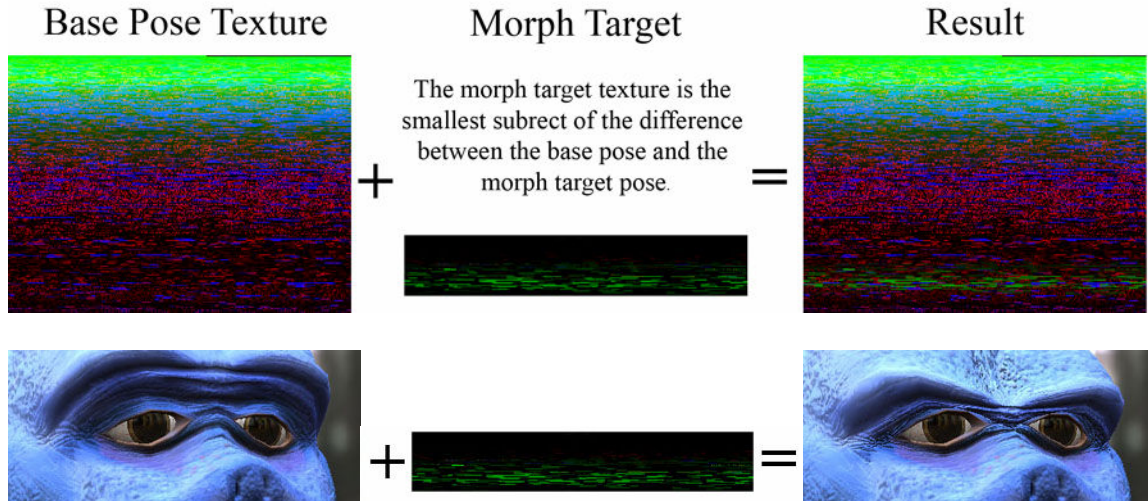 Base Pose Texture
Morph Target
Result
The morph target texture is the
smallest subrect of the difference
between the base pose and the
morph target pose.
+
=
+
=